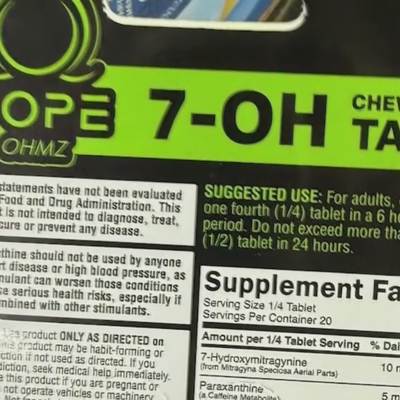 OPE
OHMZ
7-OH
CHEW
TA
statements have not been evaluated
Food and Drug Administration. This
t is not intended to diagnose, treat,
cure or prevent any disease.
SUGGESTED USE: For adults,
one fourth (1/4) tablet in a 6 h
period. Do not exceed more tha
(1/2) tablet in 24 hours.
thine should not be used by anyone
rt disease or high blood pressure, as
mulant can worsen those conditions
se serious health risks, especially if
mbined with other stimulants.
Supplement Fa
Serving Size 1/4 Tablet
Servings Per Container 20
Amount per 1/4 Tablet Serving % Dai
7-Hydroxymitragynine 10 m
(from Mitragyna Speciosa Aerial Parts)
Paraxanthine 5 m
(a Caffeine Metabolite)
product ONLY AS DIRECTED on
product may be habit-forming or
ction if not used as directed. If you
diction, seek medical help immediately.
e this product if you are pregnant or
not operate vehicles or machinery